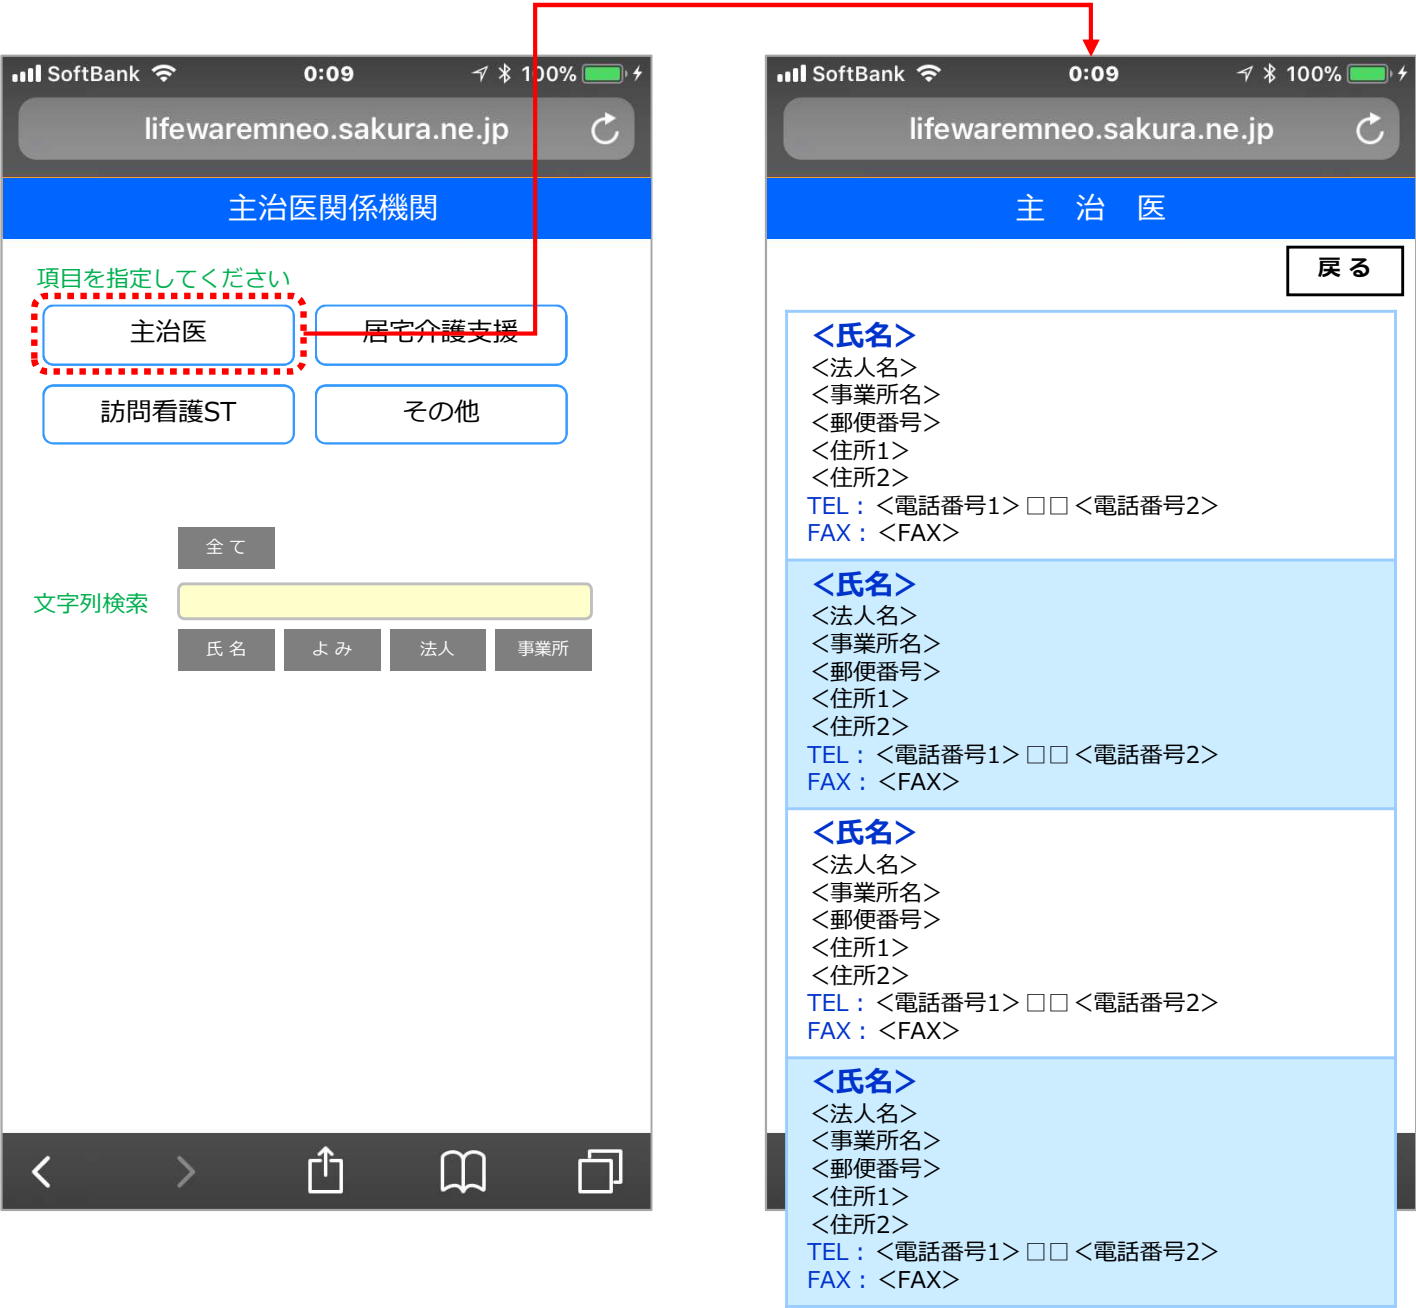 SoftBank 0:09 100%
lifewaremneo.sakura.ne.jp
主治医関係機関
項目を指定してください
主治医 居宅介護支援
訪問看護ST その他
全て
文字列検索
氏名 よみ 法人 事業所
SoftBank 0:09 100%
lifewaremneo.sakura.ne.jp
主 治 医
戻る
<氏名>
<法人名>
<事業所名>
<郵便番号>
<住所1>
<住所2>
TEL：<電話番号1>□□<電話番号2>
FAX：<FAX>
<氏名>
<法人名>
<事業所名>
<郵便番号>
<住所1>
<住所2>
TEL：<電話番号1>□□<電話番号2>
FAX：<FAX>
<氏名>
<法人名>
<事業所名>
<郵便番号>
<住所1>
<住所2>
TEL：<電話番号1>□□<電話番号2>
FAX：<FAX>
<氏名>
<法人名>
<事業所名>
<郵便番号>
<住所1>
<住所2>
TEL：<電話番号1>□□<電話番号2>
FAX：<FAX>